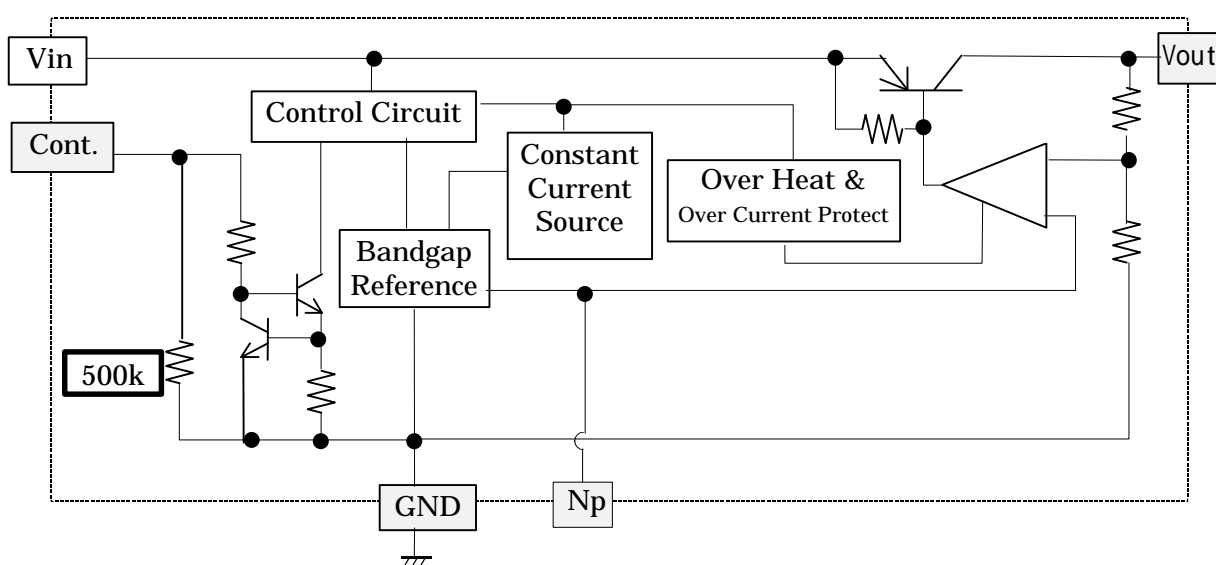 Vin
Vout
Control Circuit
Cont.
Constant
Current
Source
Over Heat &
Over Current Protect
Bandgap
Reference
500k
GND
Np